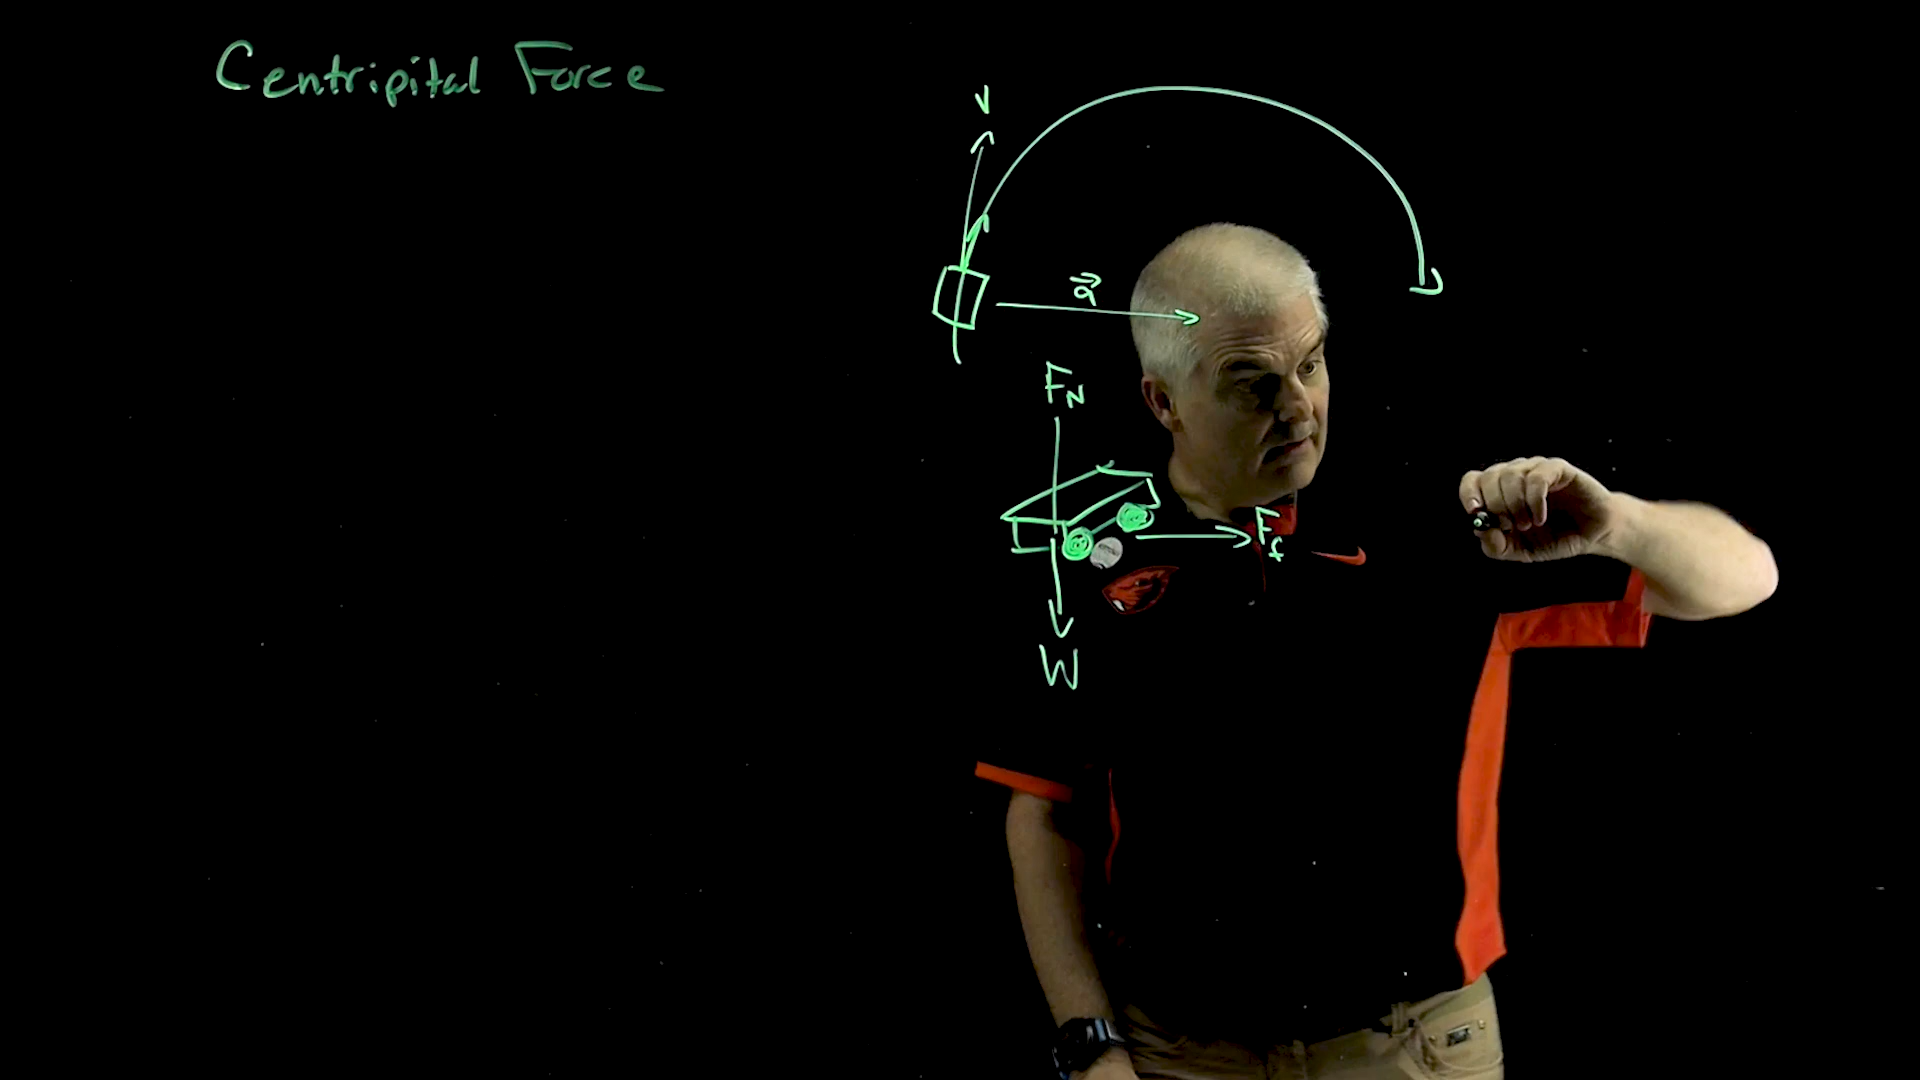 Centripital Force
v
a
F_N
F_f
W